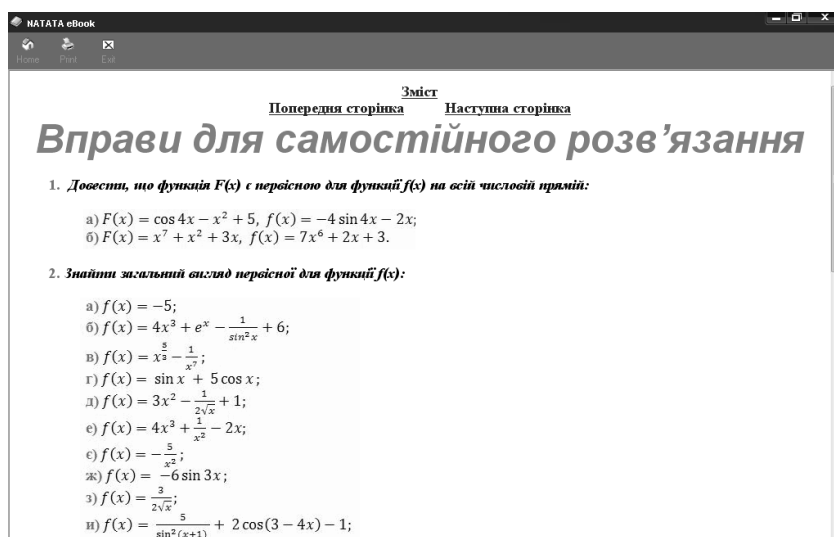 NATATA eBook
Home Print Exit
Зміст
Попередня сторінка Наступна сторінка
Вправи для самостійного розв’язання
1. Довести, що функція F(x) є первісною для функції f(x) на всій числовій прямій:
а) F(x) = cos 4x − x² + 5, f(x) = −4 sin 4x − 2x;
б) F(x) = x⁷ + x² + 3x, f(x) = 7x⁶ + 2x + 3.
2. Знайти загальний вигляд первісної для функції f(x):
а) f(x) = −5;
б) f(x) = 4x³ + eˣ − 1/sin²x + 6;
в) f(x) = x^(5/3) − 1/x⁷;
г) f(x) = sin x + 5 cos x;
д) f(x) = 3x² − 1/(2√x) + 1;
е) f(x) = 4x³ + 1/x² − 2x;
є) f(x) = −5/x²;
ж) f(x) = −6 sin 3x;
з) f(x) = 3/(2√x);
и) f(x) = 5/sin²(x+1) + 2 cos(3 − 4x) − 1;